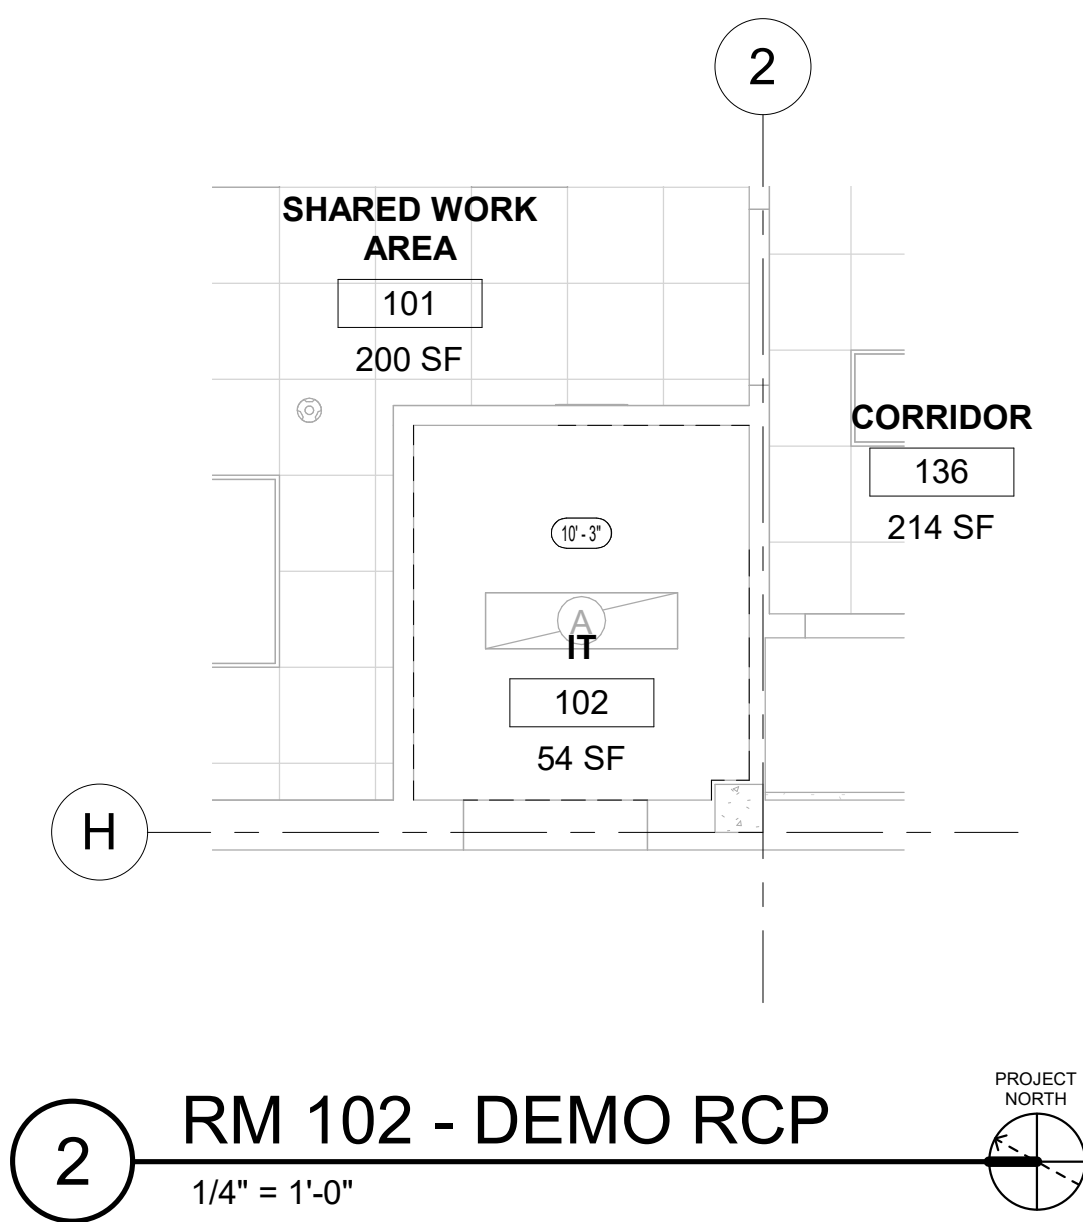 2
SHARED WORK
AREA
101
200 SF
CORRIDOR
136
214 SF
10' - 3"
A
IT
102
54 SF
H
2
RM 102 - DEMO RCP
1/4" = 1'-0"
PROJECT
NORTH